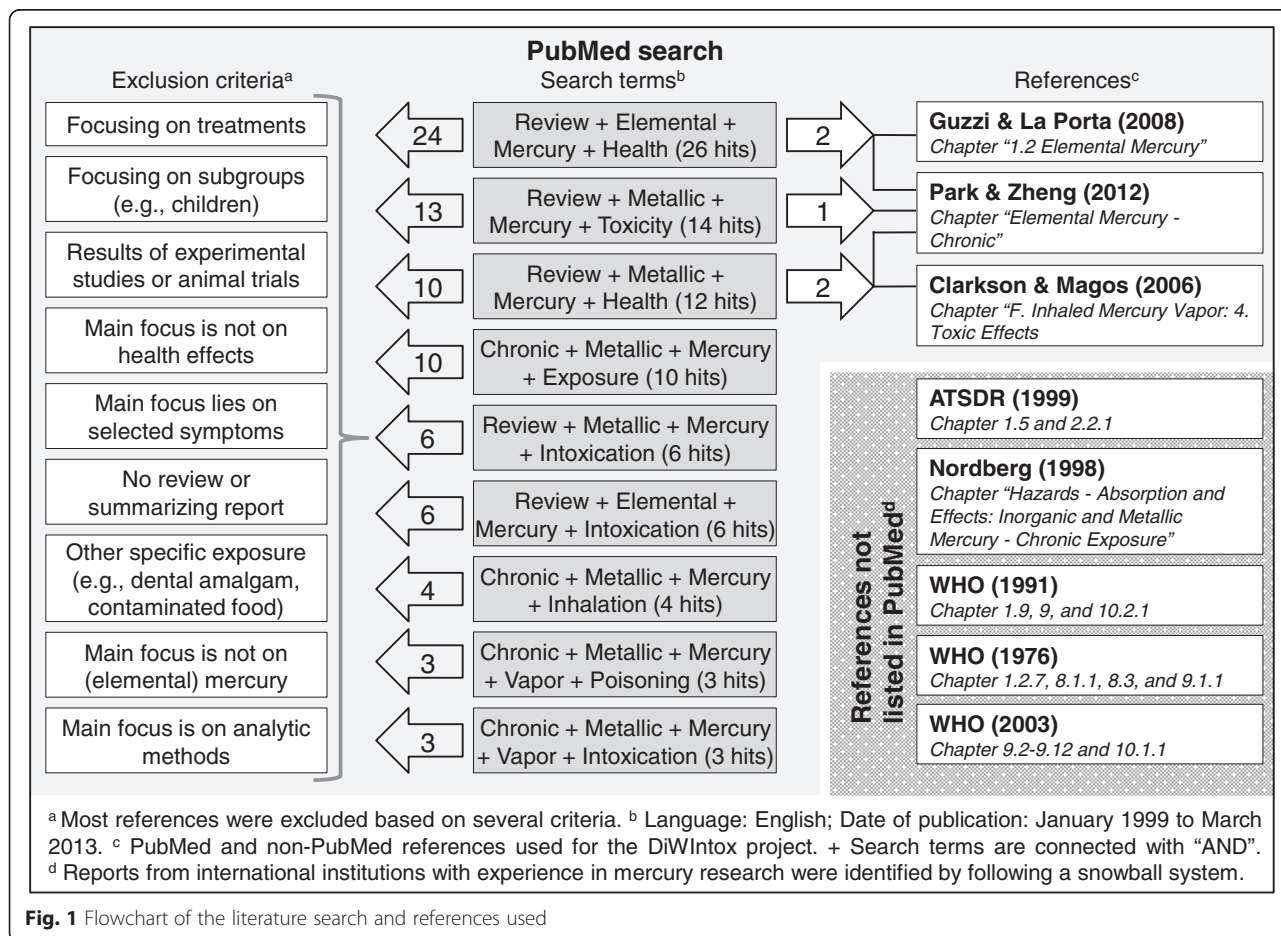 PubMed search
Exclusion criteriaª
Search termsᵇ
Referencesᶜ
Focusing on treatments
Focusing on subgroups
(e.g., children)
Results of experimental
studies or animal trials
Main focus is not on
health effects
Main focus lies on
selected symptoms
No review or
summarizing report
Other specific exposure
(e.g., dental amalgam,
contaminated food)
Main focus is not on
(elemental) mercury
Main focus is on analytic
methods
24
Review + Elemental +
Mercury + Health (26 hits)
2
13
Review + Metallic +
Mercury + Toxicity (14 hits)
1
10
Review + Metallic +
Mercury + Health (12 hits)
2
10
Chronic + Metallic + Mercury
+ Exposure (10 hits)
6
Review + Metallic + Mercury
+ Intoxication (6 hits)
6
Review + Elemental +
Mercury + Intoxication (6 hits)
4
Chronic + Metallic + Mercury
+ Inhalation (4 hits)
3
Chronic + Metallic + Mercury
+ Vapor + Poisoning (3 hits)
3
Chronic + Metallic + Mercury
+ Vapor + Intoxication (3 hits)
Guzzi & La Porta (2008)
Chapter “1.2 Elemental Mercury”
Park & Zheng (2012)
Chapter “Elemental Mercury -
Chronic”
Clarkson & Magos (2006)
Chapter “F. Inhaled Mercury Vapor: 4.
Toxic Effects
References not
listed in PubMedᵈ
ATSDR (1999)
Chapter 1.5 and 2.2.1
Nordberg (1998)
Chapter “Hazards - Absorption and
Effects: Inorganic and Metallic
Mercury - Chronic Exposure”
WHO (1991)
Chapter 1.9, 9, and 10.2.1
WHO (1976)
Chapter 1.2.7, 8.1.1, 8.3, and 9.1.1
WHO (2003)
Chapter 9.2-9.12 and 10.1.1
ª Most references were excluded based on several criteria. ᵇ Language: English; Date of publication: January 1999 to March
2013. ᶜ PubMed and non-PubMed references used for the DiWIntox project. + Search terms are connected with “AND”.
ᵈ Reports from international institutions with experience in mercury research were identified by following a snowball system.
Fig. 1 Flowchart of the literature search and references used